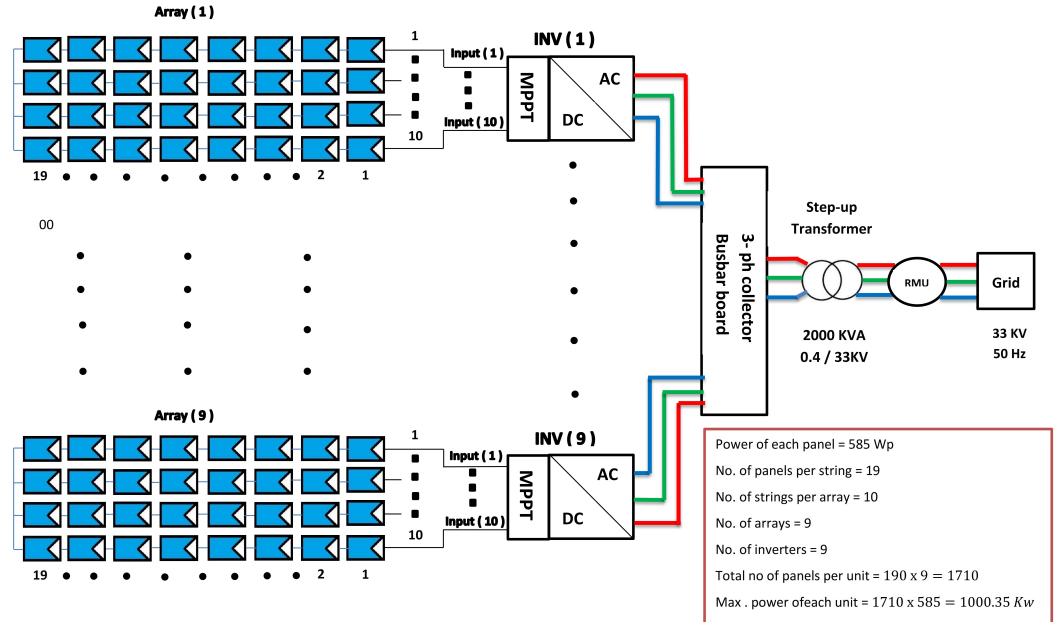 Array ( 1 )
1
10
19
2
1
Input ( 1 )
Input ( 10 )
INV ( 1 )
MPPT
AC
DC
00
3- ph collector
Busbar board
Step-up
Transformer
2000 KVA
0.4 / 33KV
RMU
Grid
33 KV
50 Hz
Array ( 9 )
1
10
19
2
1
Input ( 1 )
Input ( 10 )
INV ( 9 )
MPPT
AC
DC
Power of each panel = 585 Wp
No. of panels per string = 19
No. of strings per array = 10
No. of arrays = 9
No. of inverters = 9
Total no of panels per unit = 190 x 9 = 1710
Max . power ofeach unit = 1710 x 585 = 1000.35 Kw